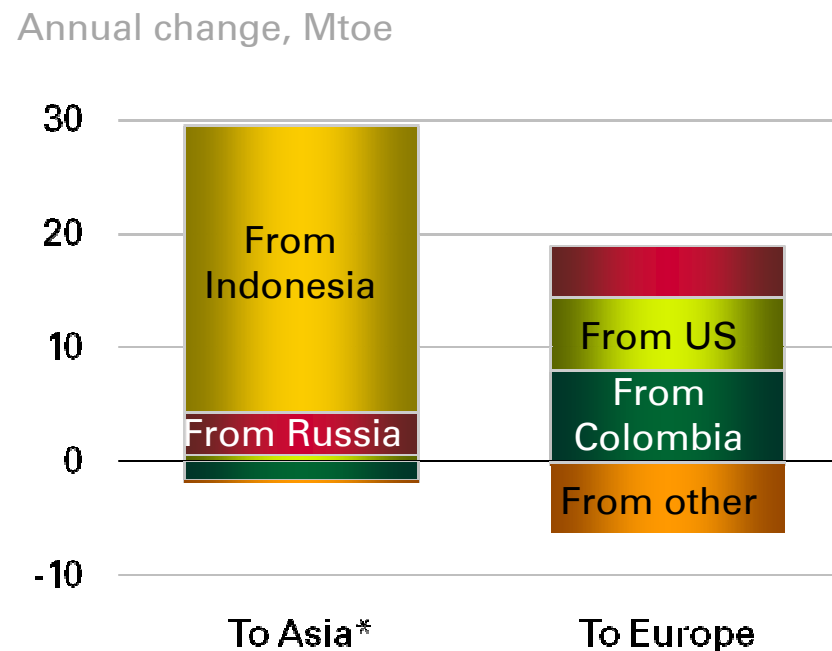 Annual change, Mtoe
30
20
10
0
-10
From
Indonesia
From Russia
From US
From
Colombia
From other
To Asia*
To Europe